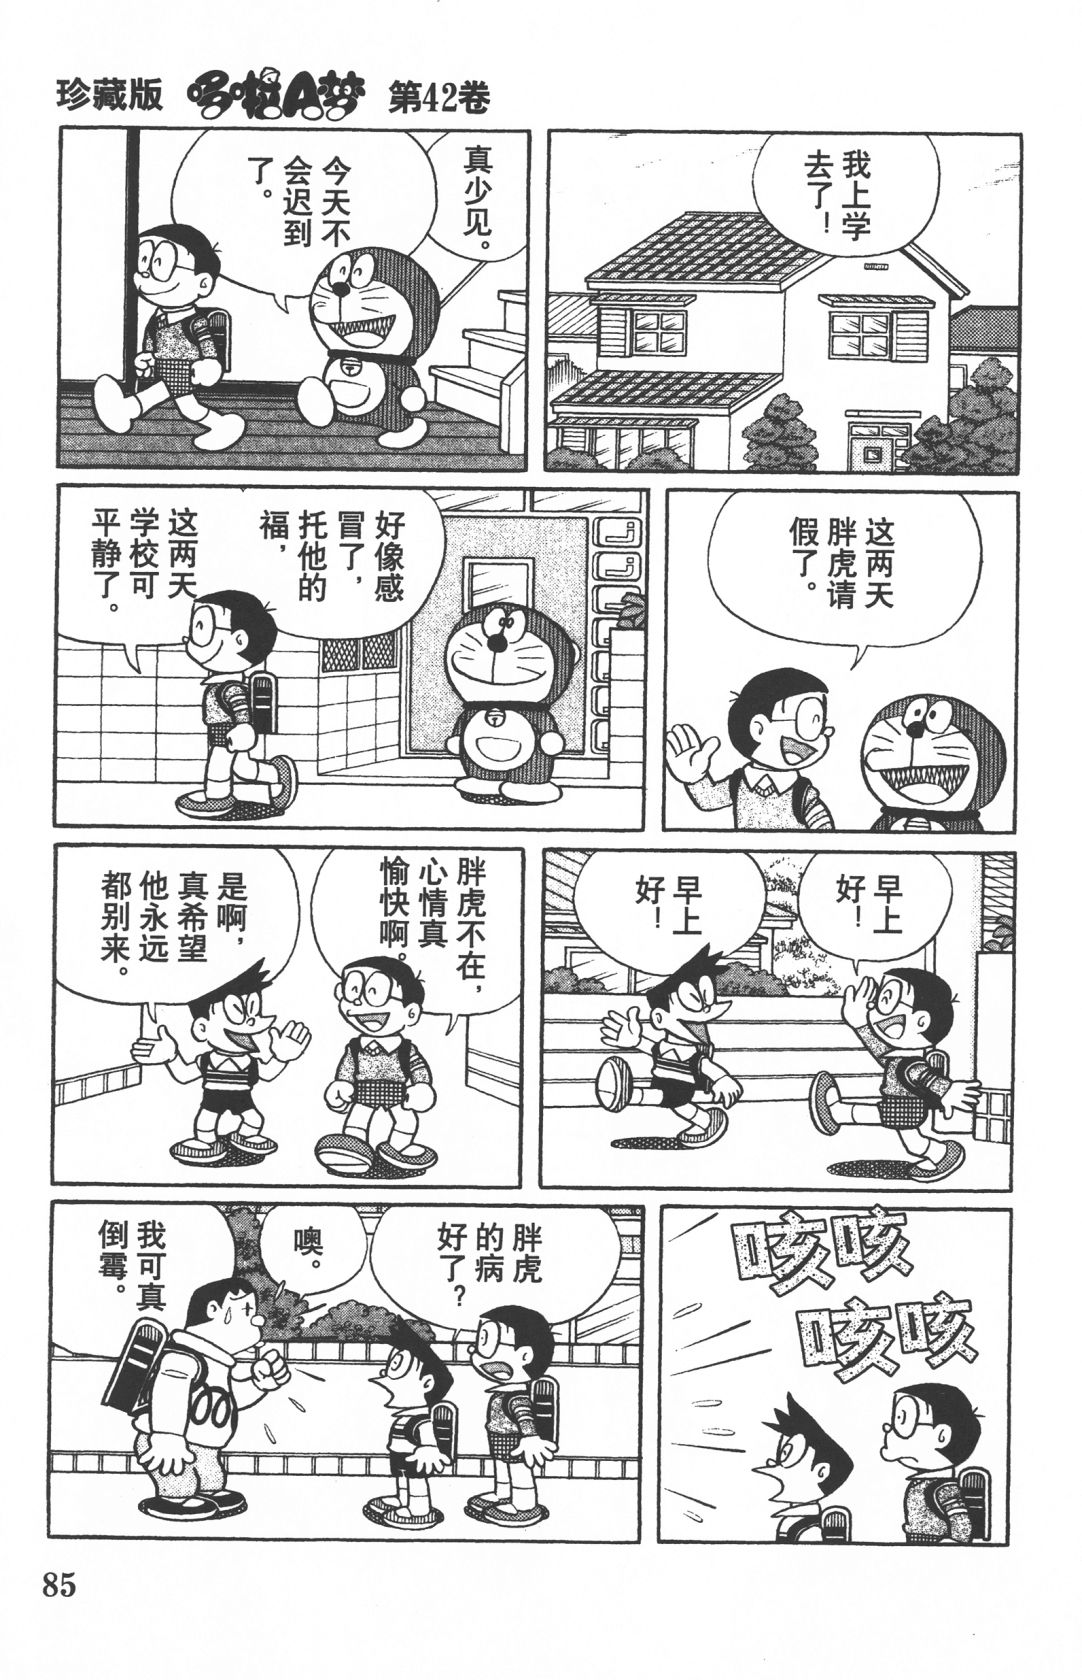 珍藏版 哆啦A梦 第42卷
我上学
去了!
真少见。
今天不
会迟到
了。
这两天
胖虎请
假了。
好像感
冒了，
托他的
福，
这两天
学校可
平静了。
早上
好!
早上
好!
胖虎不在，
心情真
愉快啊。
是啊，
真希望
他永远
都别来。
咳咳
咳咳
胖虎
的病
好了?
噢。
我可真
倒霉。
85